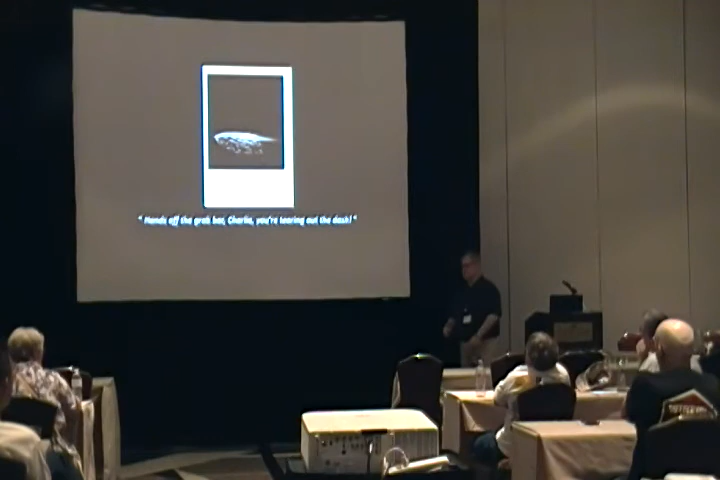 " Hands off the grab bar, Charlie, you're tearing out the dash! "